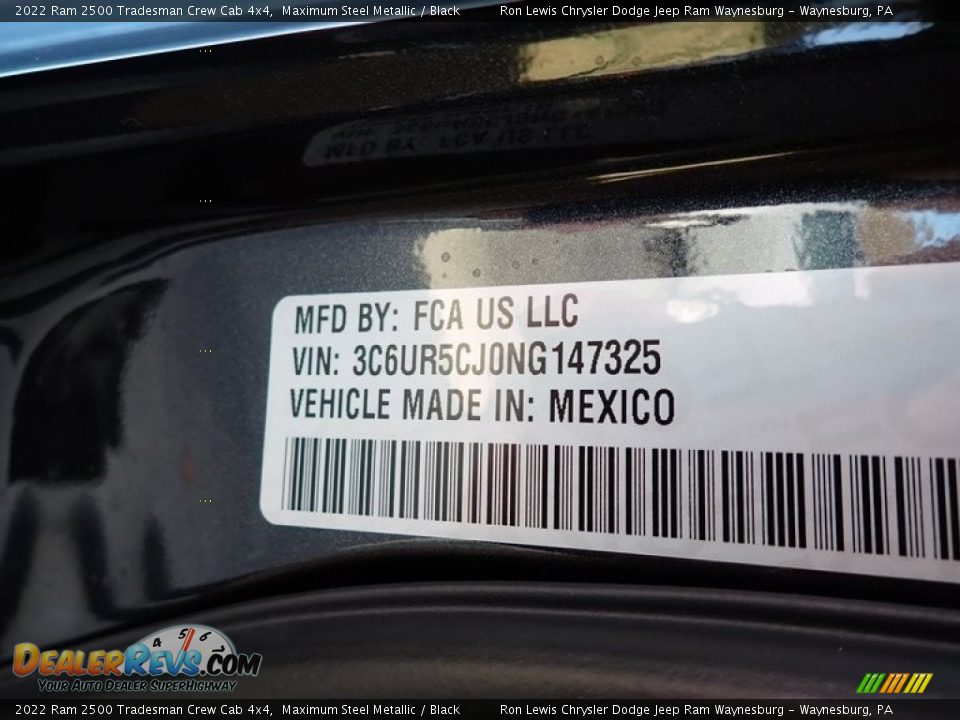 2022 Ram 2500 Tradesman Crew Cab 4x4, Maximum Steel Metallic / Black Ron Lewis Chrysler Dodge Jeep Ram Waynesburg - Waynesburg, PA
MFD BY: FCA US LLC
VIN: 3C6UR5CJ0NG147325
VEHICLE MADE IN: MEXICO
4 5 6
DealerRevs.com
Your Auto Dealer SuperHighway
2022 Ram 2500 Tradesman Crew Cab 4x4, Maximum Steel Metallic / Black Ron Lewis Chrysler Dodge Jeep Ram Waynesburg - Waynesburg, PA